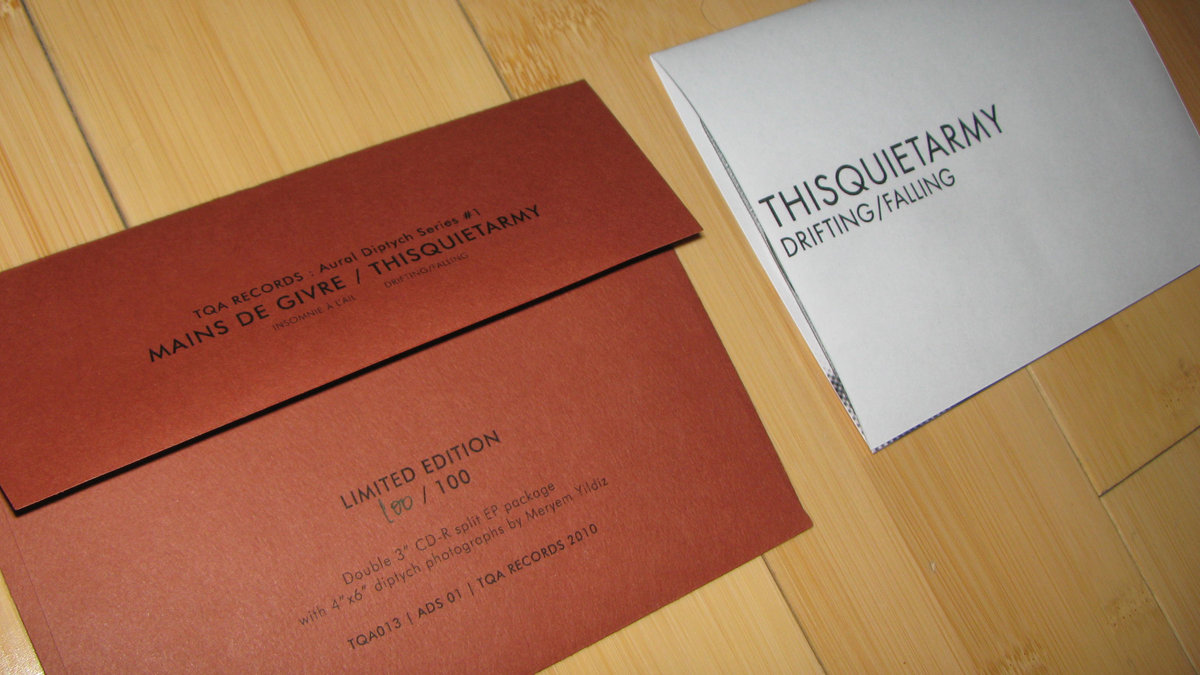 TQA RECORDS : Aural Diptych Series #1
MAINS DE GIVRE / THISQUIETARMY
INSOMNIE À L'AIL DRIFTING/FALLING
LIMITED EDITION
100 / 100
Double 3" CD-R split EP package
with 4"x6" diptych photographs by Meryem Yildiz
TQA013 | ADS 01 | TQA RECORDS 2010
THISQUIETARMY
DRIFTING/FALLING